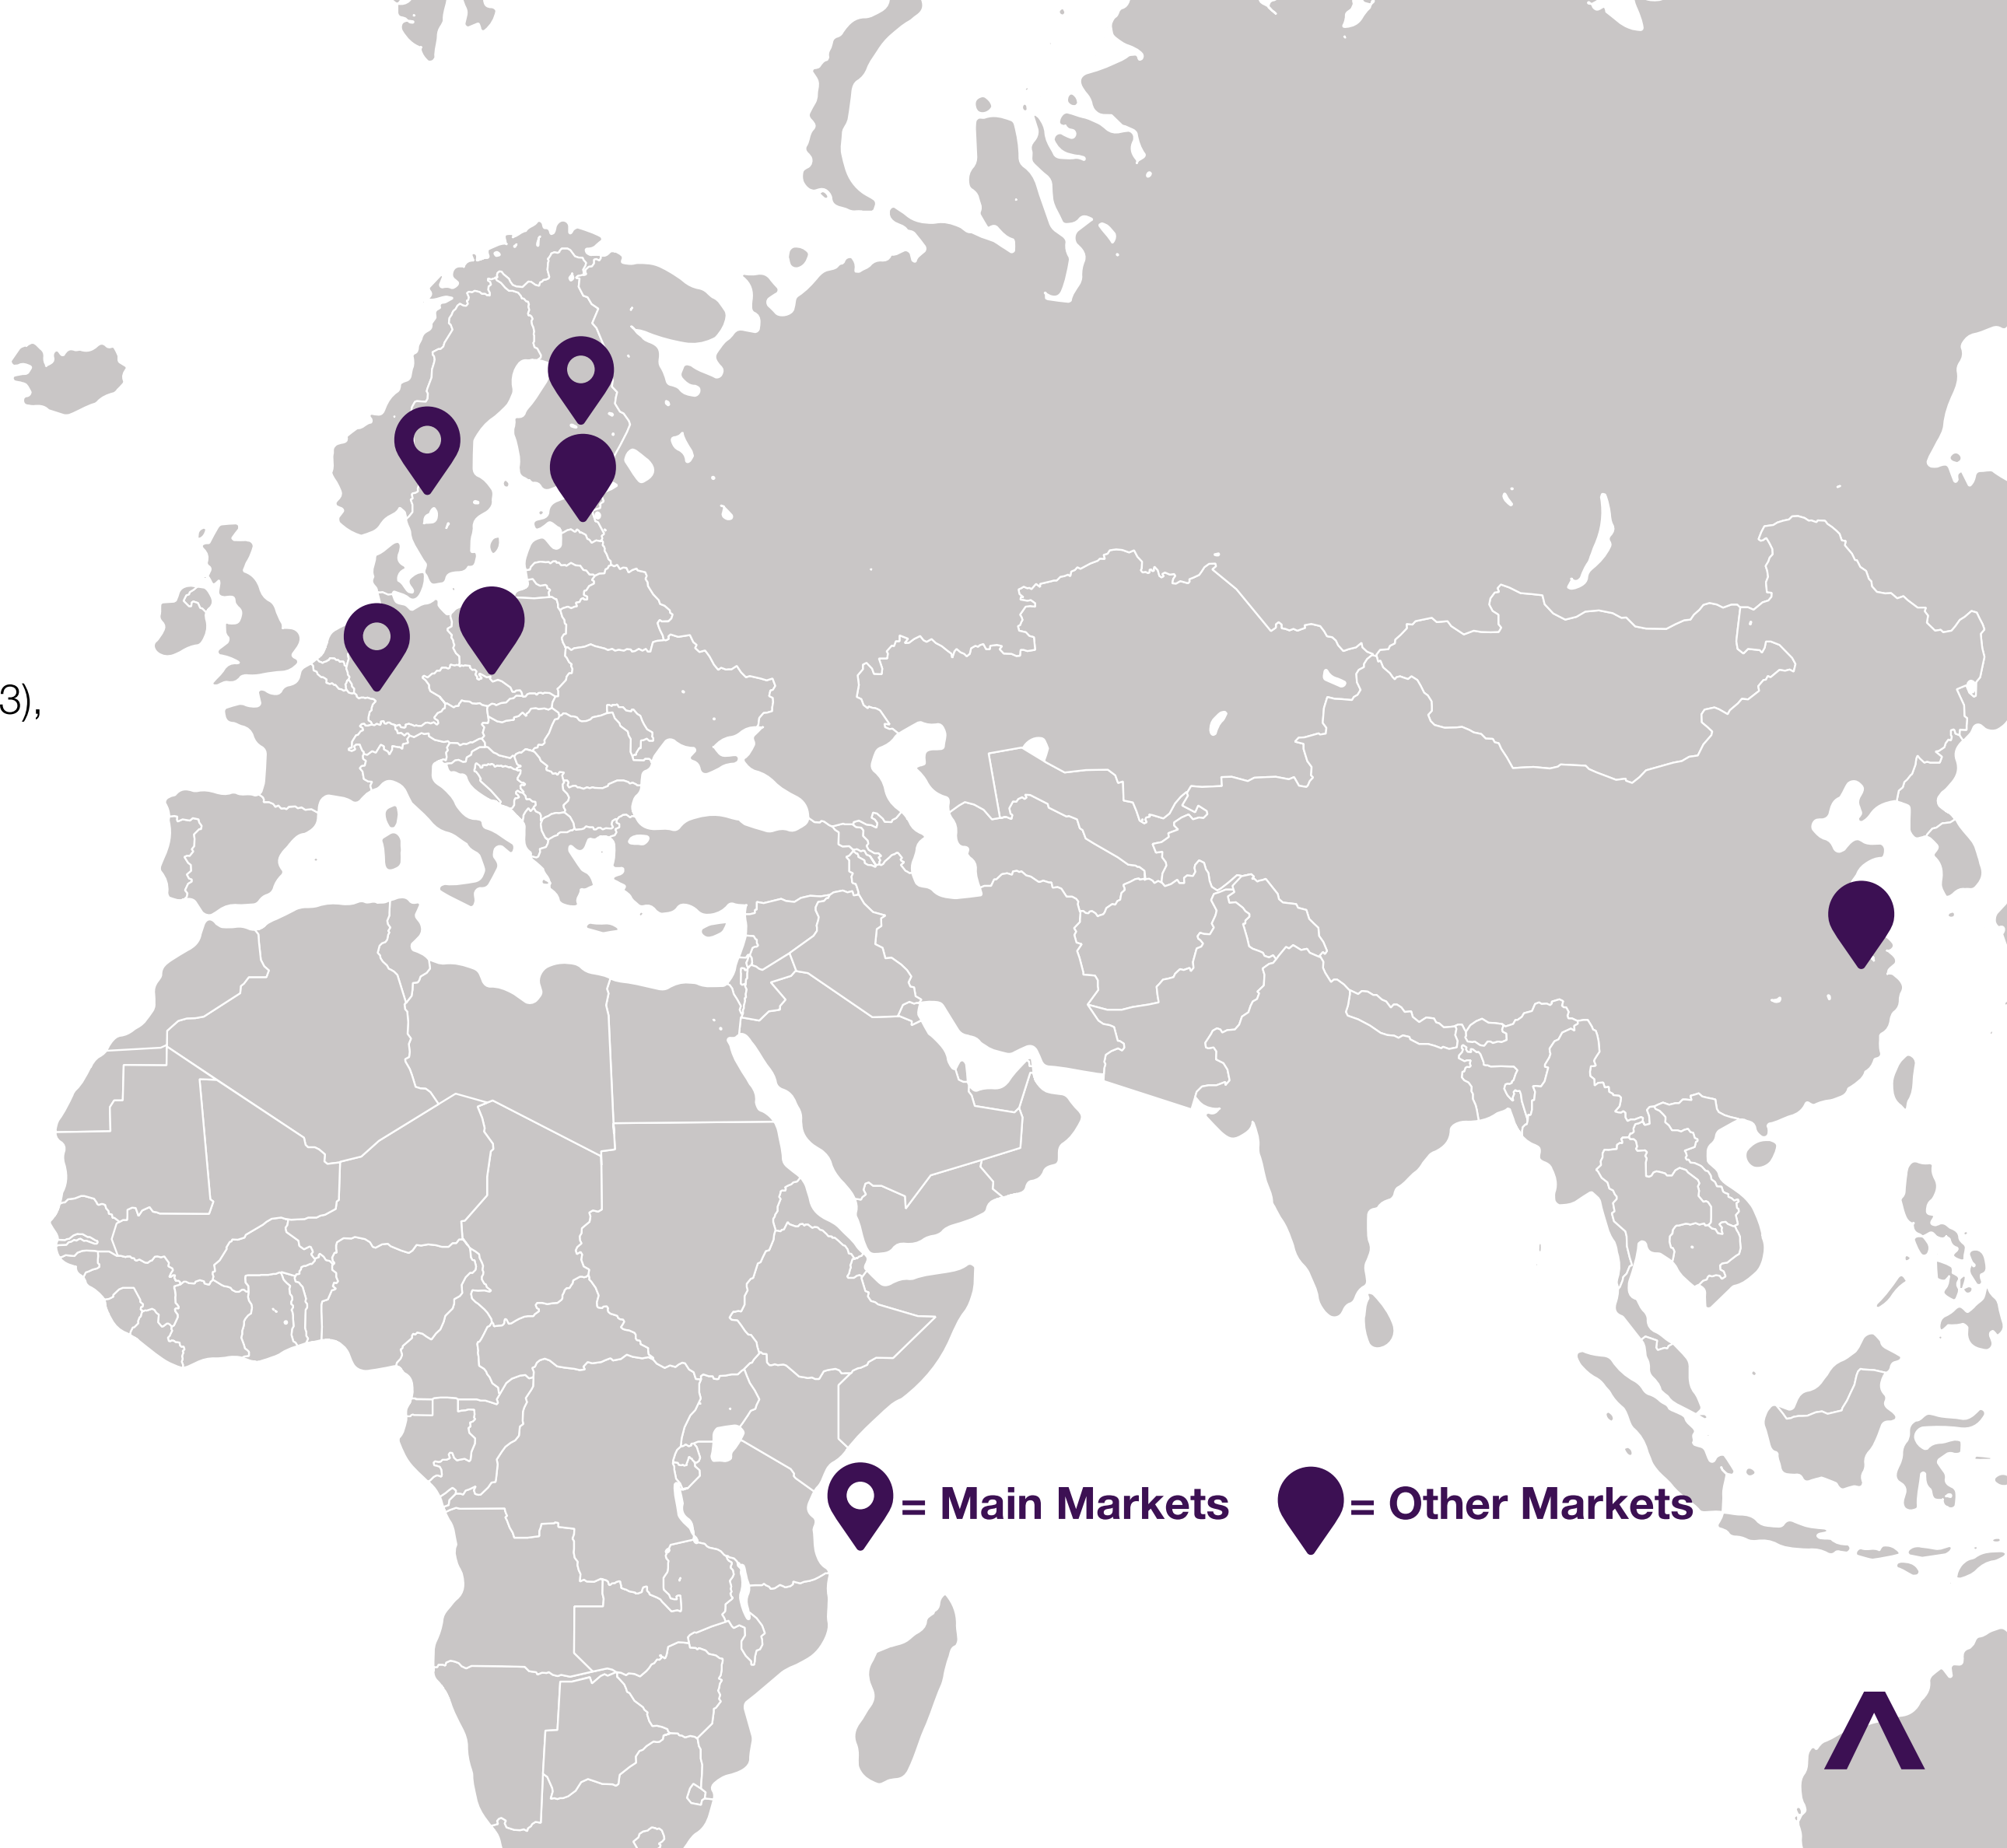 3),
= Main Markets
= Other Markets